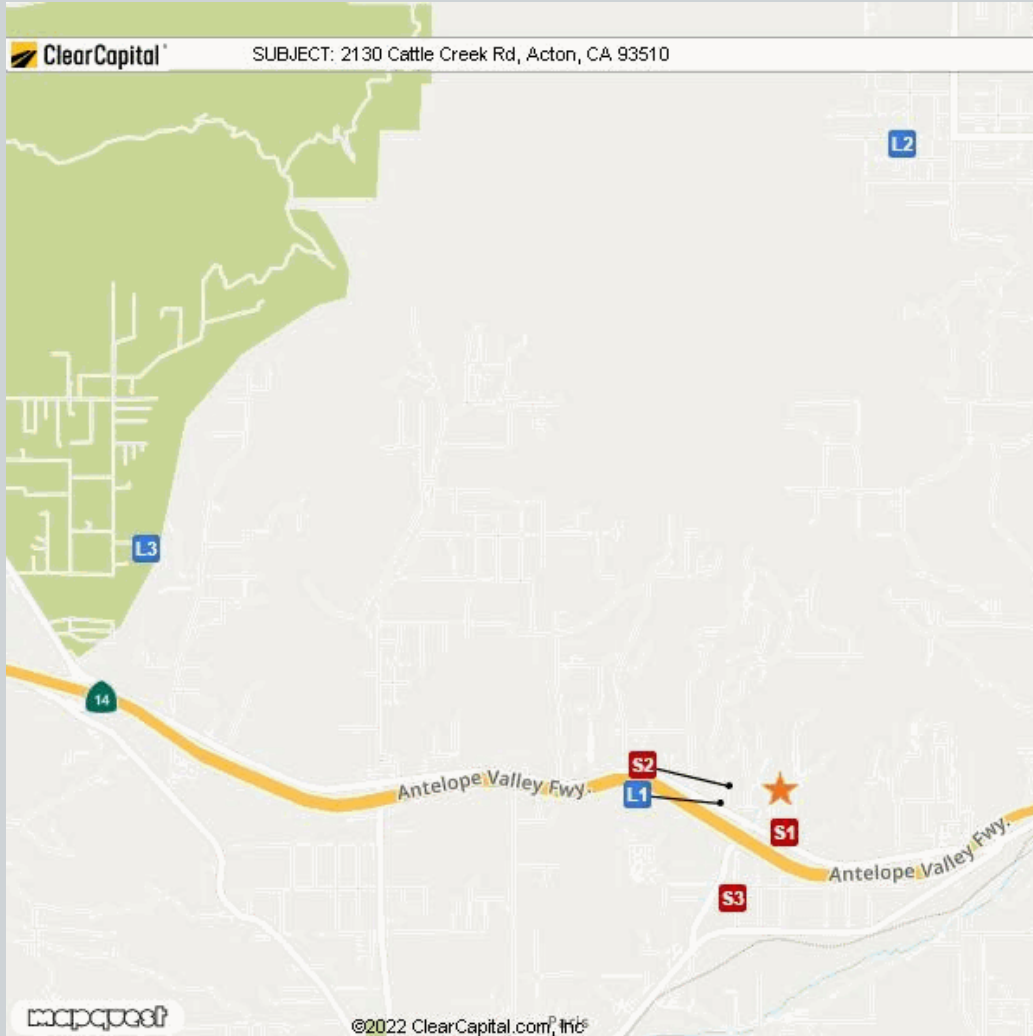 ClearCapital
SUBJECT: 2130 Cattle Creek Rd, Acton, CA 93510
L2
L3
14
S2
Antelope Valley Fwy.
L1
S1
Antelope Valley Fwy.
S3
Paris
mapquest
©2022 ClearCapital.com, Inc